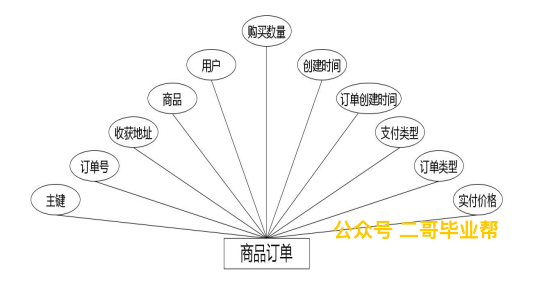 购买数量
用户
创建时间
商品
订单创建时间
收获地址
支付类型
订单号
订单类型
主键
实付价格
公众号 二哥毕业帮
商品订单